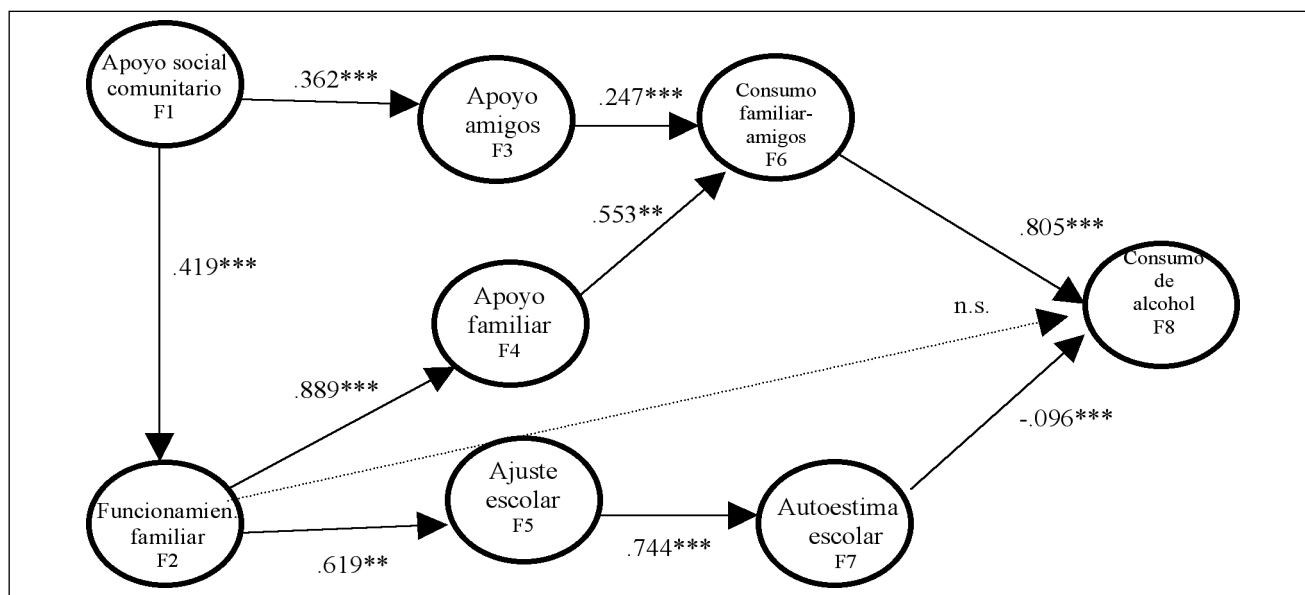 Apoyo social
comunitario
F1
.362***
Apoyo
amigos
F3
.247***
Consumo
familiar-
amigos
F6
.419***
.553**
.805***
Apoyo
familiar
F4
n.s.
Consumo
de
alcohol
F8
.889***
-.096***
Funcionamien.
familiar
F2
.619**
Ajuste
escolar
F5
.744***
Autoestima
escolar
F7